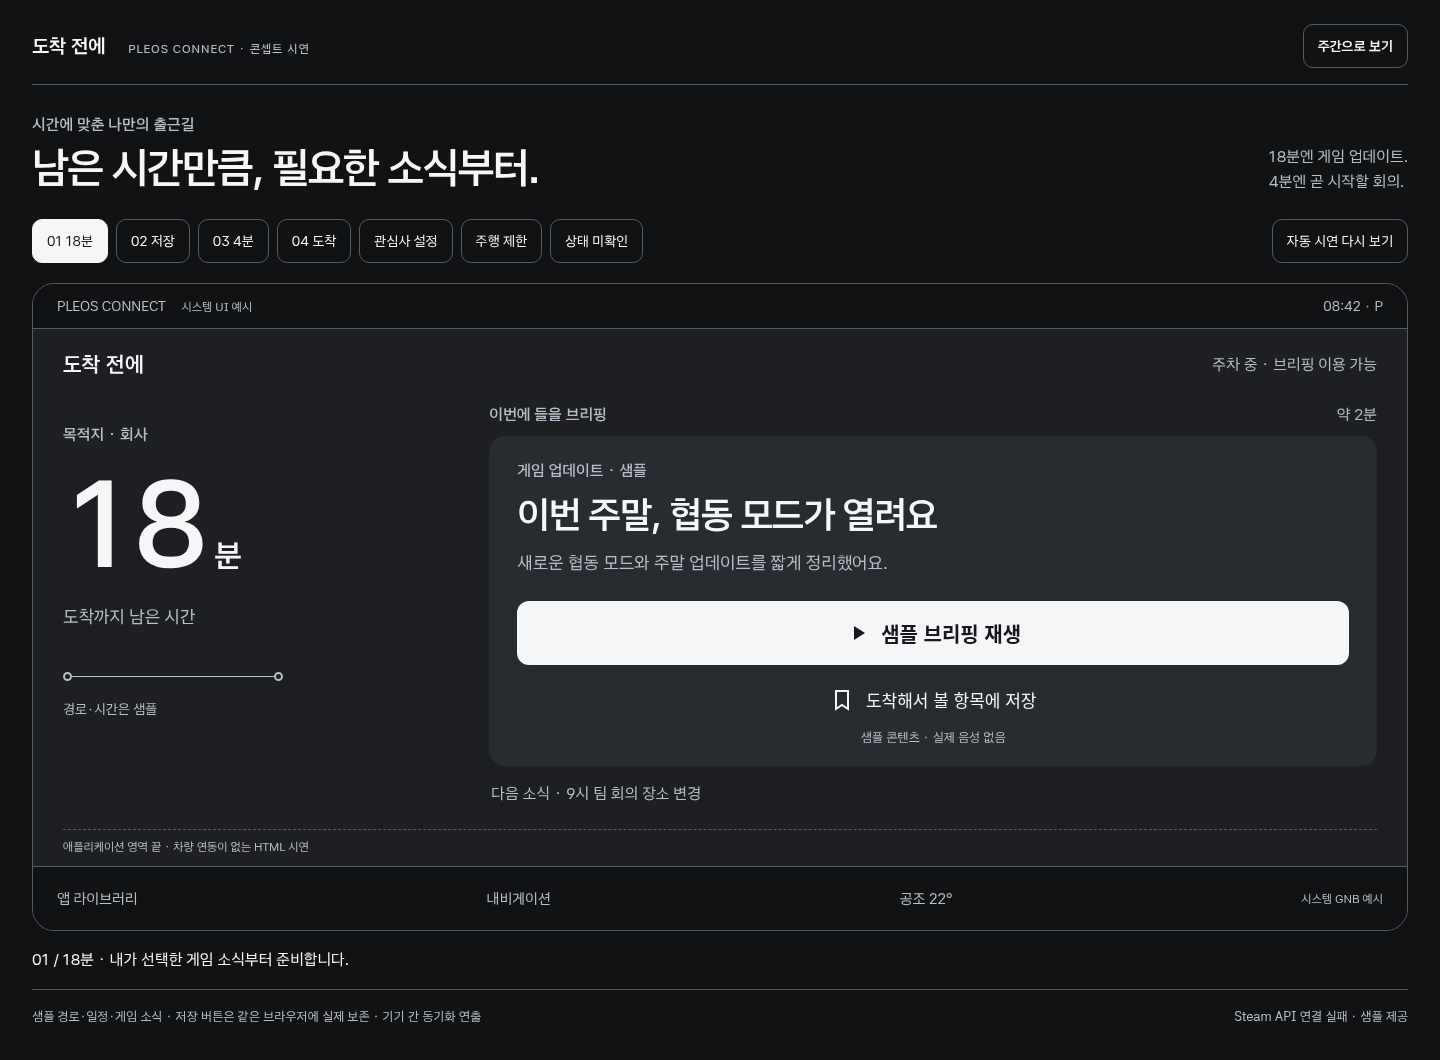 도착 전에
PLEOS CONNECT · 콘셉트 시연
주간으로 보기
시간에 맞춘 나만의 출근길
남은 시간만큼, 필요한 소식부터.
18분엔 게임 업데이트.
4분엔 곧 시작할 회의.
01 18분
02 저장
03 4분
04 도착
관심사 설정
주행 제한
상태 미확인
자동 시연 다시 보기
PLEOS CONNECT
시스템 UI 예시
08:42 · P
도착 전에
주차 중 · 브리핑 이용 가능
목적지 · 회사
18분
도착까지 남은 시간
경로·시간은 샘플
이번에 들을 브리핑
약 2분
게임 업데이트 · 샘플
이번 주말, 협동 모드가 열려요
새로운 협동 모드와 주말 업데이트를 짧게 정리했어요.
샘플 브리핑 재생
도착해서 볼 항목에 저장
샘플 콘텐츠 · 실제 음성 없음
다음 소식 · 9시 팀 회의 장소 변경
애플리케이션 영역 끝 · 차량 연동이 없는 HTML 시연
앱 라이브러리
내비게이션
공조 22°
시스템 GNB 예시
01 / 18분 · 내가 선택한 게임 소식부터 준비합니다.
샘플 경로·일정·게임 소식 · 저장 버튼은 같은 브라우저에 실제 보존 · 기기 간 동기화 연출
Steam API 연결 실패 · 샘플 제공